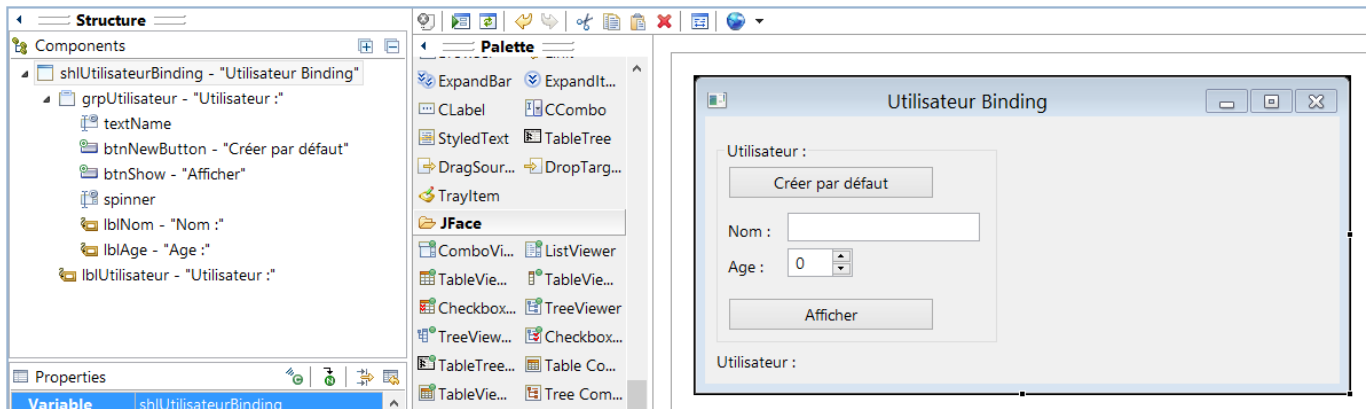 Structure
Components
shlUtilisateurBinding - "Utilisateur Binding"
grpUtilisateur - "Utilisateur :"
textName
btnNewButton - "Créer par défaut"
btnShow - "Afficher"
spinner
lblNom - "Nom :"
lblAge - "Age :"
lblUtilisateur - "Utilisateur :"
Properties
Variable shlUtilisateurBinding
Palette
ExpandBar ExpandIt...
CLabel CCombo
StyledText TableTree
DragSour... DropTarg...
TrayItem
JFace
ComboVi... ListViewer
TableVie... TableVie...
Checkbox... TreeViewer
TreeView... Checkbox...
TableTree... Table Co...
TableVie... Tree Com...
Utilisateur Binding
Utilisateur :
Créer par défaut
Nom :
Age : 0
Afficher
Utilisateur :